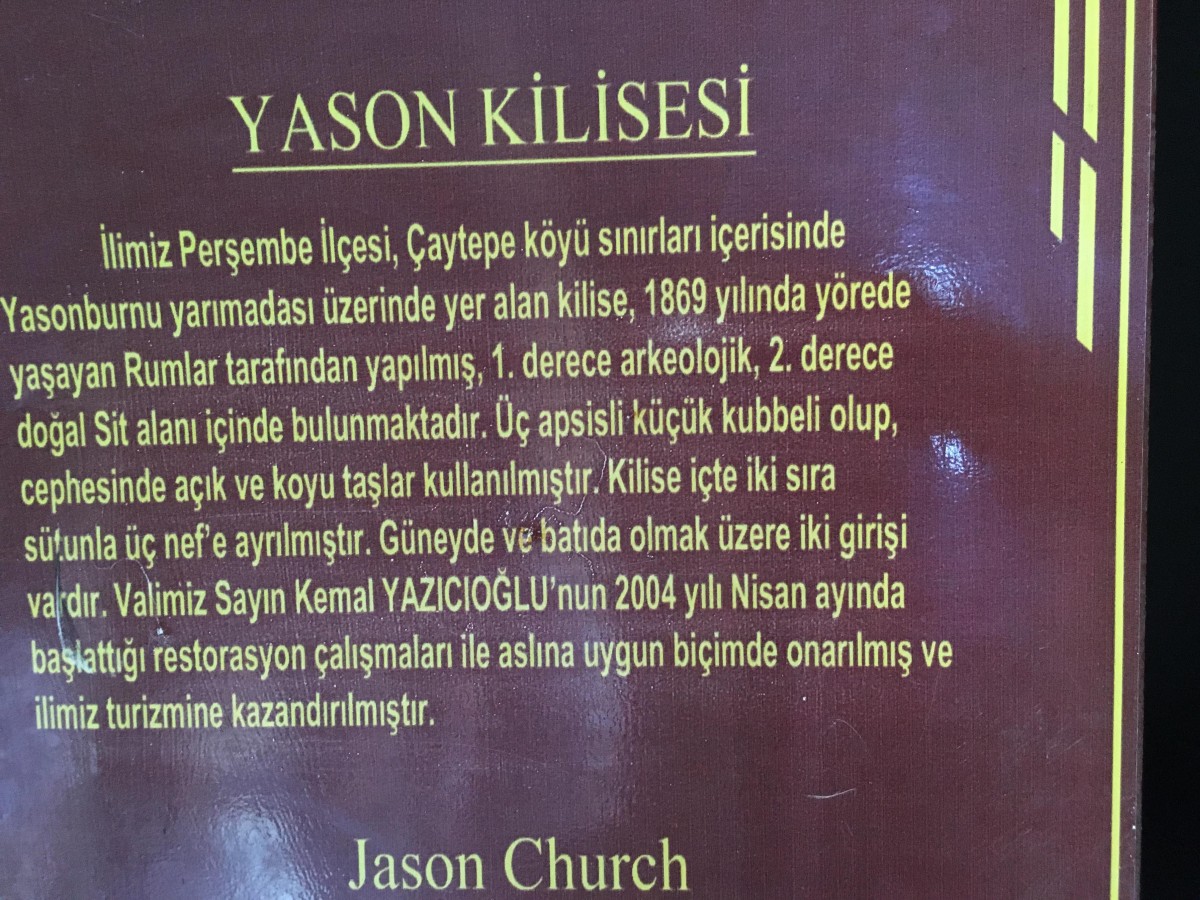 YASON KİLİSESİ
İlimiz Perşembe İlçesi, Çaytepe köyü sınırları içerisinde
Yasonburnu yarımadası üzerinde yer alan kilise, 1869 yılında yörede
yaşayan Rumlar tarafından yapılmış, 1. derece arkeolojik, 2. derece
doğal Sit alanı içinde bulunmaktadır. Üç apsisli küçük kubbeli olup,
cephesinde açık ve koyu taşlar kullanılmıştır. Kilise içte iki sıra
sütunla üç nef’e ayrılmıştır. Güneyde ve batıda olmak üzere iki girişi
vardır. Valimiz Sayın Kemal YAZICIOĞLU’nun 2004 yılı Nisan ayında
başlattığı restorasyon çalışmaları ile aslına uygun biçimde onarılmış ve
ilimiz turizmine kazandırılmıştır.
Jason Church